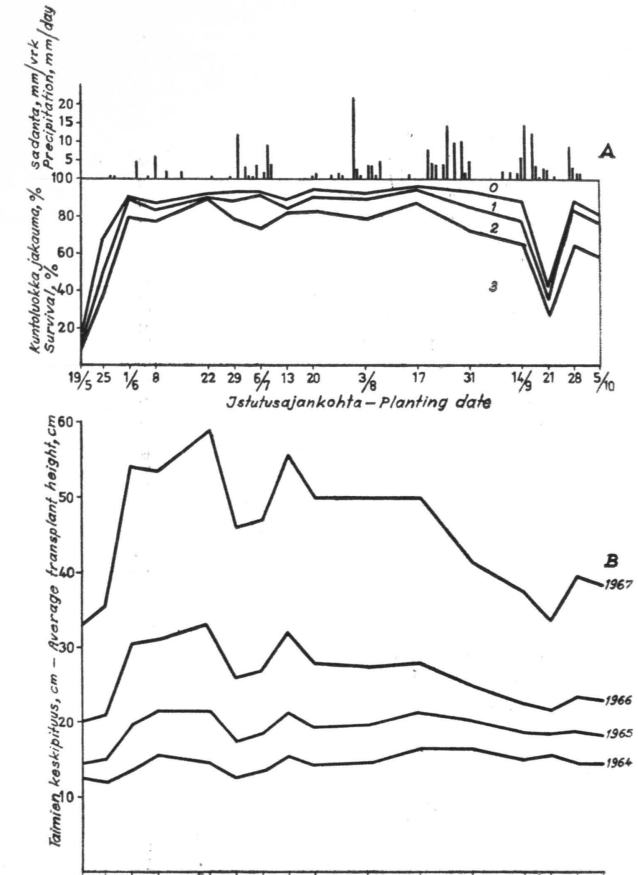 sadanta, mm/vrk
Precipitation, mm/day
20
15
10
5
A
Kuntoluokka jakauma, %
Survival, %
100
80
60
40
20
0
1
2
3
19/5 25 1/6 8 22 29 6/7 13 20 3/8 17 31 14/9 21 28 5/10
Istutusajankohta – Planting date
Taimien keskipituus, cm – Average transplant height, cm
60
50
40
30
20
10
B
1967
1966
1965
1964